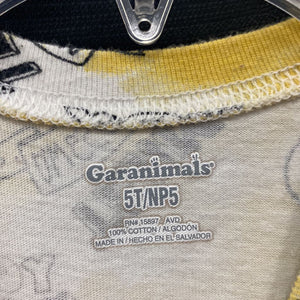 Garanimals®
5T/NP5
RN# 15897 AVD
100% COTTON / ALGODÓN
MADE IN / HECHO EN EL SALVADOR